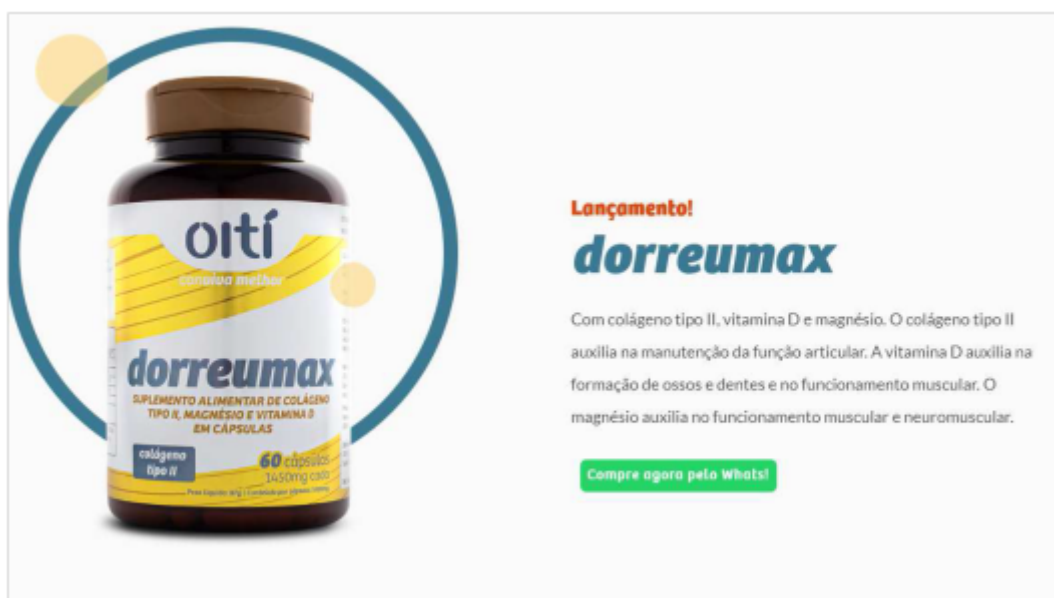 oití
conviva melhor
dorreumax
SUPLEMENTO ALIMENTAR DE COLÁGENO
TIPO II, MAGNÉSIO E VITAMINA D
EM CÁPSULAS
colágeno
tipo II
60 cápsulas
1450mg cada
Lançamento!
dorreumax
Com colágeno tipo II, vitamina D e magnésio. O colágeno tipo II
auxilia na manutenção da função articular. A vitamina D auxilia na
formação de ossos e dentes e no funcionamento muscular. O
magnésio auxilia no funcionamento muscular e neuromuscular.
Compre agora pelo Whats!